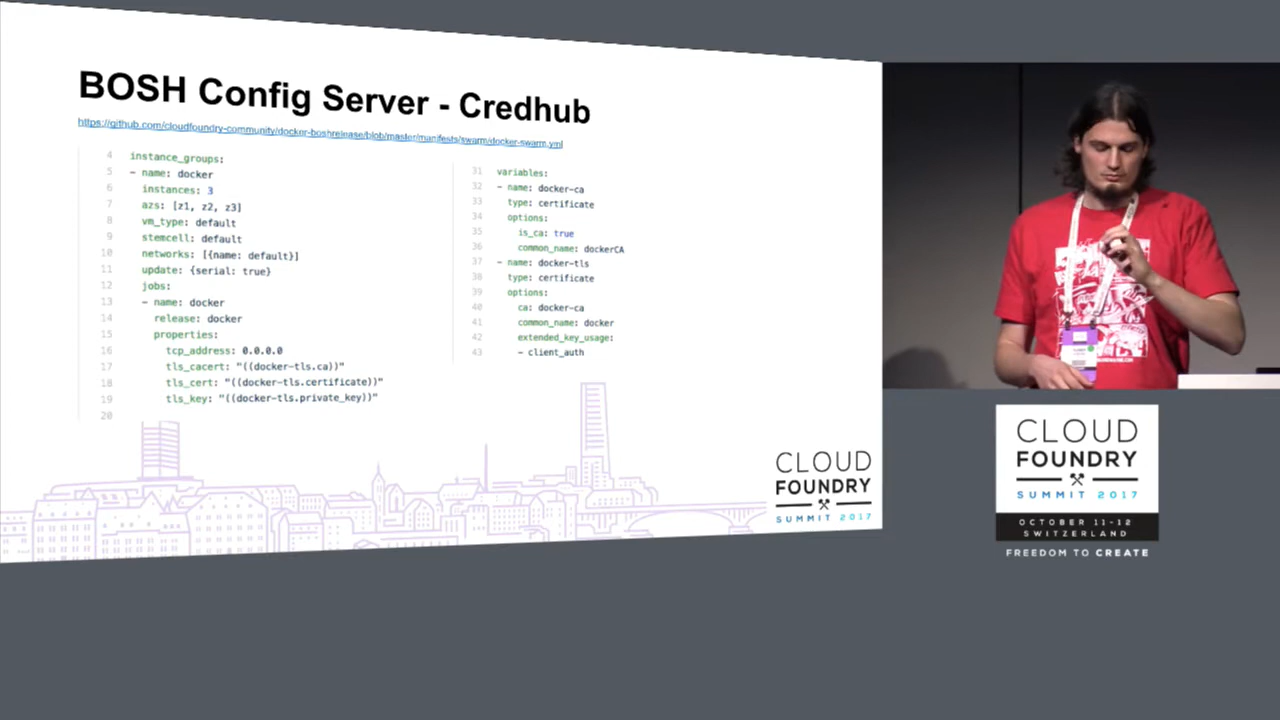 BOSH Config Server - Credhub
https://github.com/cloudfoundry-community/docker-boshrelease/blob/master/manifests/swarm/docker-swarm.yml
4 instance_groups:
5 - name: docker
6 instances: 3
7 azs: [z1, z2, z3]
8 vm_type: default
9 stemcell: default
10 networks: [{name: default}]
11 update: {serial: true}
12 jobs:
13 - name: docker
14 release: docker
15 properties:
16 tcp_address: 0.0.0.0
17 tls_cacert: "((docker-tls.ca))"
18 tls_cert: "((docker-tls.certificate))"
19 tls_key: "((docker-tls.private_key))"
20
31 variables:
32 - name: docker-ca
33 type: certificate
34 options:
35 is_ca: true
36 common_name: dockerCA
37 - name: docker-tls
38 type: certificate
39 options:
40 ca: docker-ca
41 common_name: docker
42 extended_key_usage:
43 - client_auth
CLOUD
FOUNDRY
SUMMIT 2017
CLOUD
FOUNDRY
SUMMIT 2017
OCTOBER 11-12
SWITZERLAND
FREEDOM TO CREATE